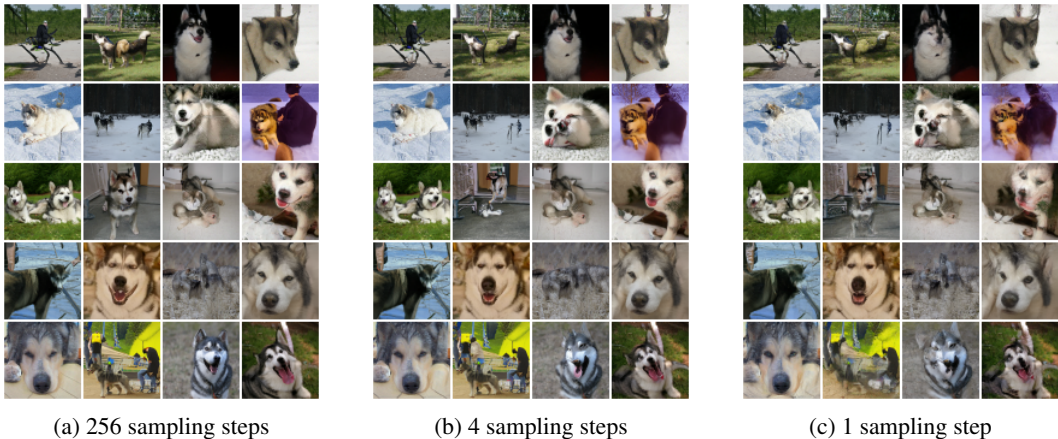 (a) 256 sampling steps
(b) 4 sampling steps
(c) 1 sampling step